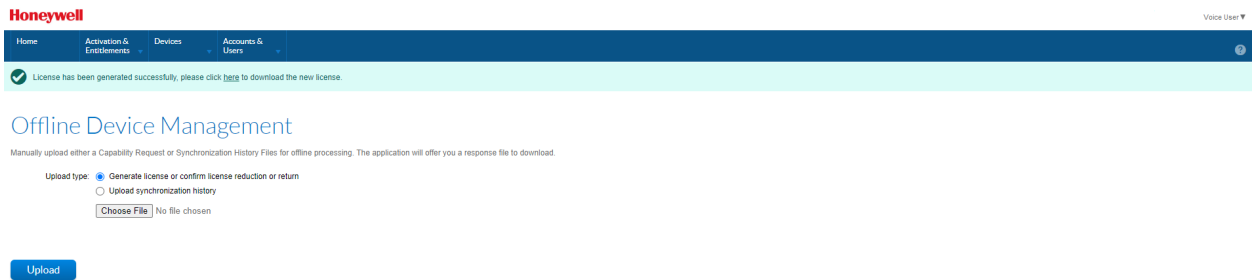 Honeywell
Voice User▼
Home
Activation &
Entitlements
Devices
Accounts &
Users
?
License has been generated successfully, please click here to download the new license.
Offline Device Management
Manually upload either a Capability Request or Synchronization History Files for offline processing. The application will offer you a response file to download.
Upload type: Generate license or confirm license reduction or return
Upload synchronization history
Choose File No file chosen
Upload